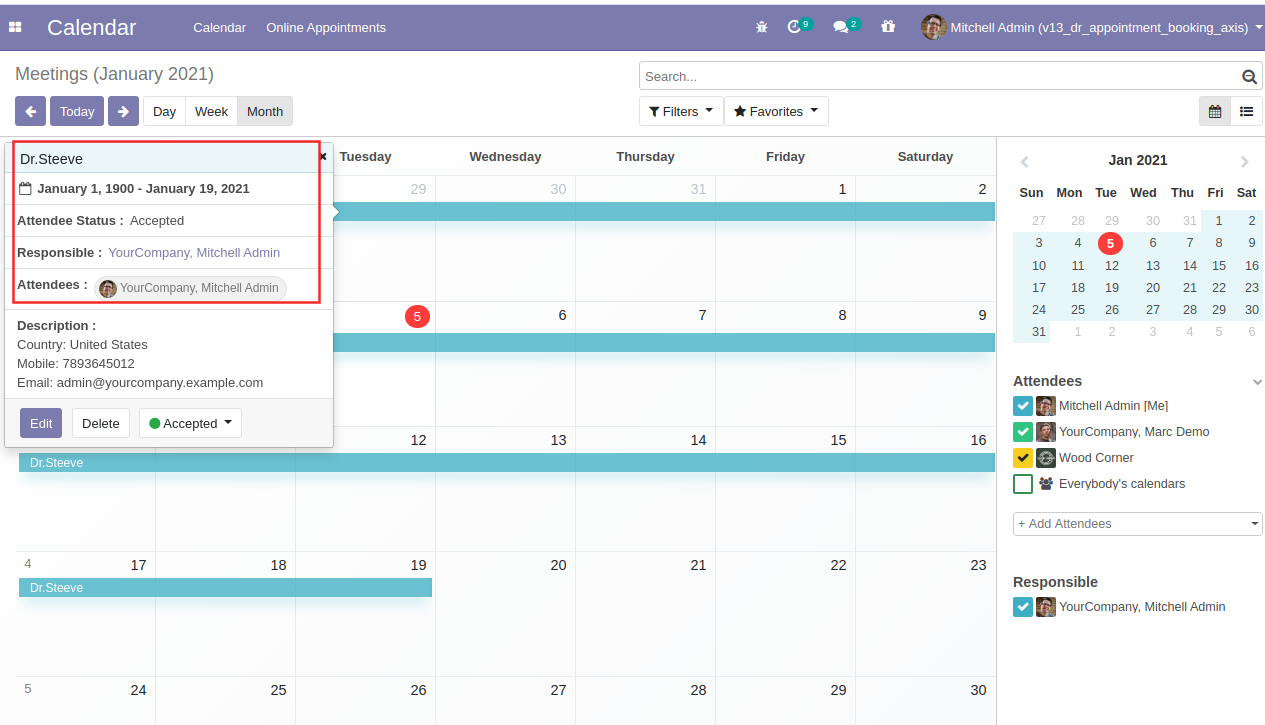 Calendar Calendar Online Appointments 9 2 Mitchell Admin (v13_dr_appointment_booking_axis)
Meetings (January 2021)
Search...
Today Day Week Month
Filters Favorites
Dr.Steeve
January 1, 1900 - January 19, 2021
Attendee Status : Accepted
Responsible : YourCompany, Mitchell Admin
Attendees : YourCompany, Mitchell Admin
Description :
Country: United States
Mobile: 7893645012
Email: admin@yourcompany.example.com
Edit Delete Accepted
Tuesday Wednesday Thursday Friday Saturday
29 30 31 1 2
5 6 7 8 9
12 13 14 15 16
Dr.Steeve
4 17 18 19 20 21 22 23
Dr.Steeve
5 24 25 26 27 28 29 30
Jan 2021
Sun Mon Tue Wed Thu Fri Sat
27 28 29 30 31 1 2
3 4 5 6 7 8 9
10 11 12 13 14 15 16
17 18 19 20 21 22 23
24 25 26 27 28 29 30
31 1 2 3 4 5 6
Attendees
Mitchell Admin [Me]
YourCompany, Marc Demo
Wood Corner
Everybody's calendars
+ Add Attendees
Responsible
YourCompany, Mitchell Admin